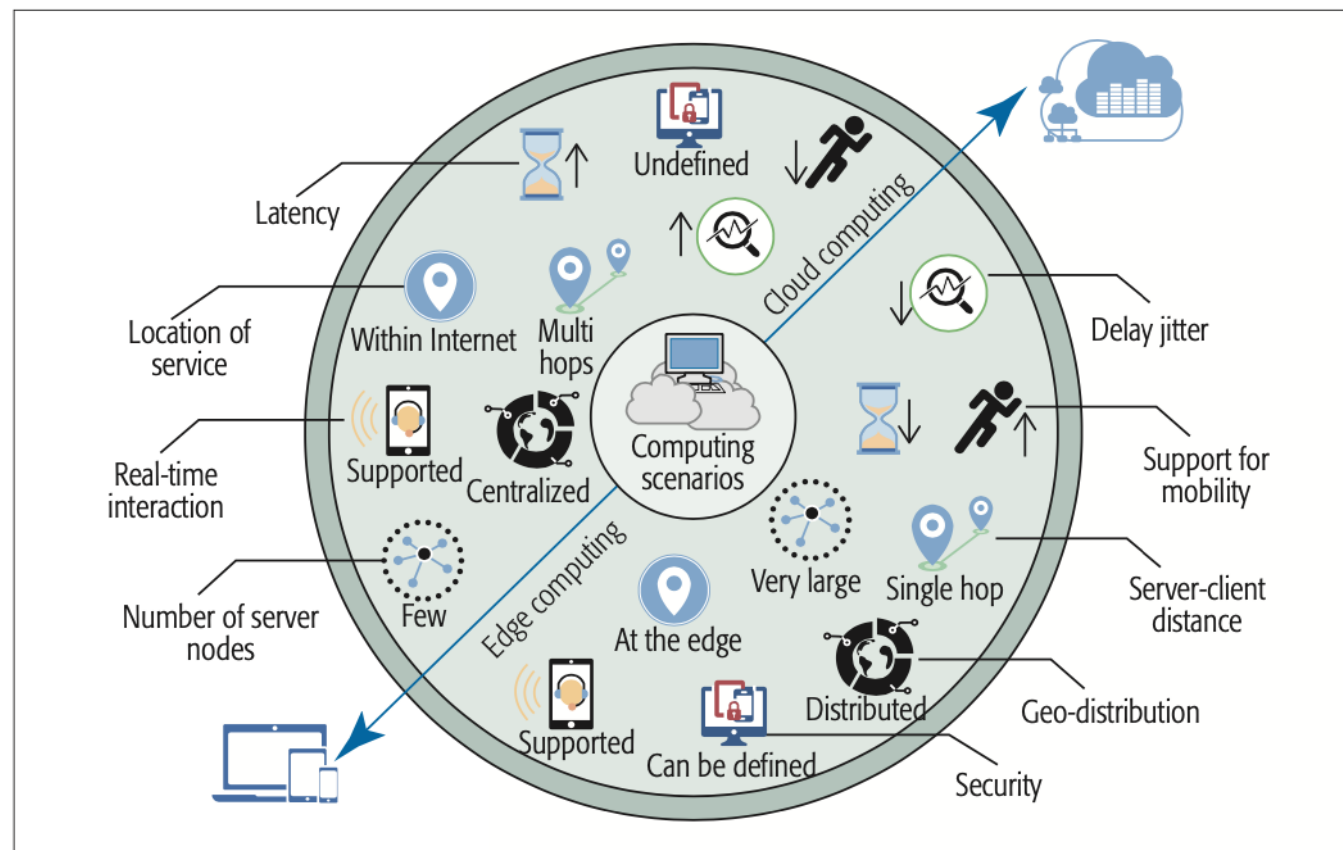 Undefined
Latency
Cloud computing
Within Internet
Multi
hops
Location of
service
Delay jitter
Computing
scenarios
Supported
Centralized
Real-time
interaction
Support for
mobility
Very large
Single hop
Few
Edge computing
At the edge
Number of server
nodes
Server-client
distance
Supported
Can be defined
Distributed
Geo-distribution
Security